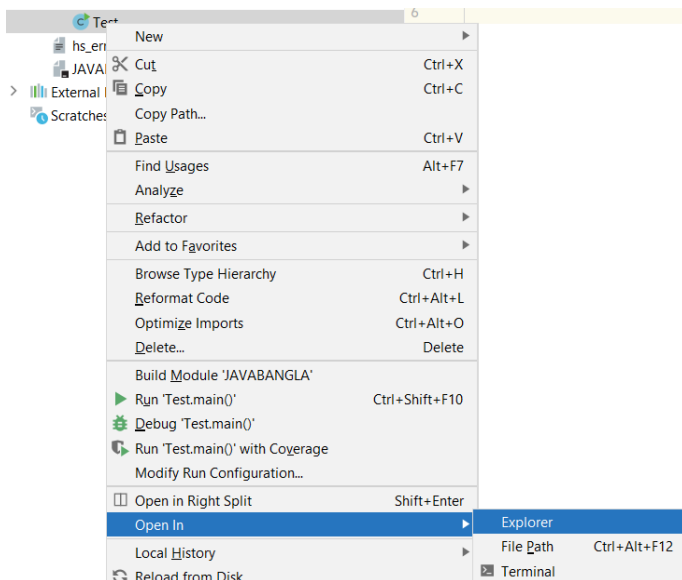 Test
6
New
hs_err
Cut Ctrl+X
JAVA
Copy Ctrl+C
External
Scratches
Copy Path...
Paste Ctrl+V
Find Usages Alt+F7
Analyze
Refactor
Add to Favorites
Browse Type Hierarchy Ctrl+H
Reformat Code Ctrl+Alt+L
Optimize Imports Ctrl+Alt+O
Delete... Delete
Build Module 'JAVABANGLA'
Run 'Test.main()' Ctrl+Shift+F10
Debug 'Test.main()'
Run 'Test.main()' with Coverage
Modify Run Configuration...
Open in Right Split Shift+Enter
Open In
Explorer
File Path Ctrl+Alt+F12
Local History
Terminal
Reload from Disk